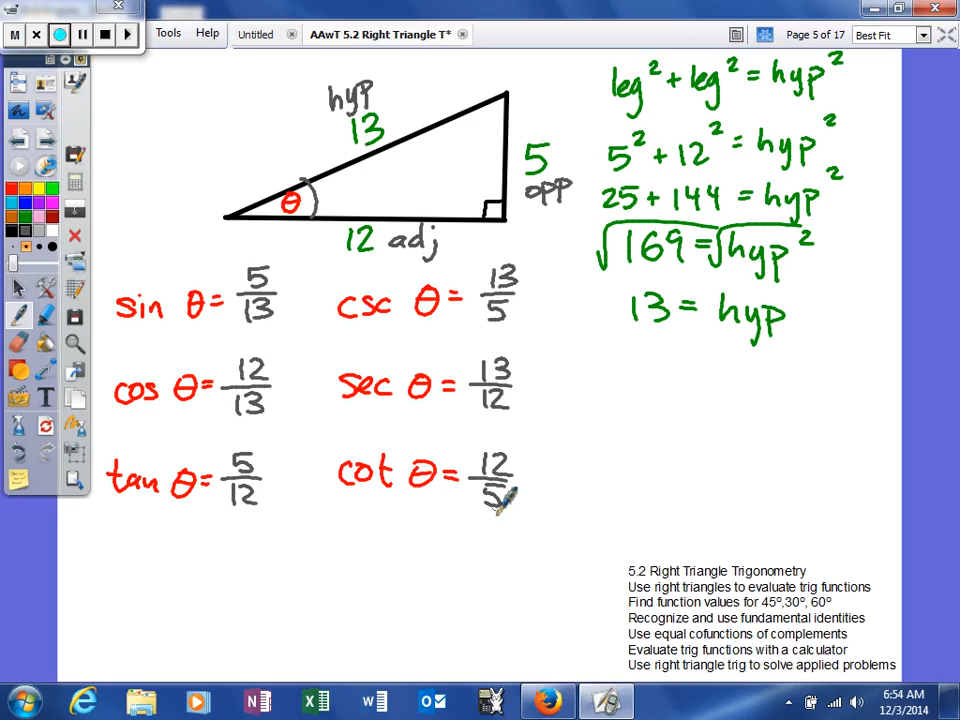 M
Tools Help Untitled AAwT 5.2 Right Triangle T* Page 5 of 17 Best Fit
hyp
13
5
opp
θ
12 adj
leg² + leg² = hyp²
5² + 12² = hyp²
25 + 144 = hyp²
√169 = √hyp²
13 = hyp
sin θ = 5/13 csc θ = 13/5
cos θ = 12/13 sec θ = 13/12
tan θ = 5/12 cot θ = 12/5
5.2 Right Triangle Trigonometry
Use right triangles to evaluate trig functions
Find function values for 45°,30°, 60°
Recognize and use fundamental identities
Use equal cofunctions of complements
Evaluate trig functions with a calculator
Use right triangle trig to solve applied problems
6:54 AM
12/3/2014